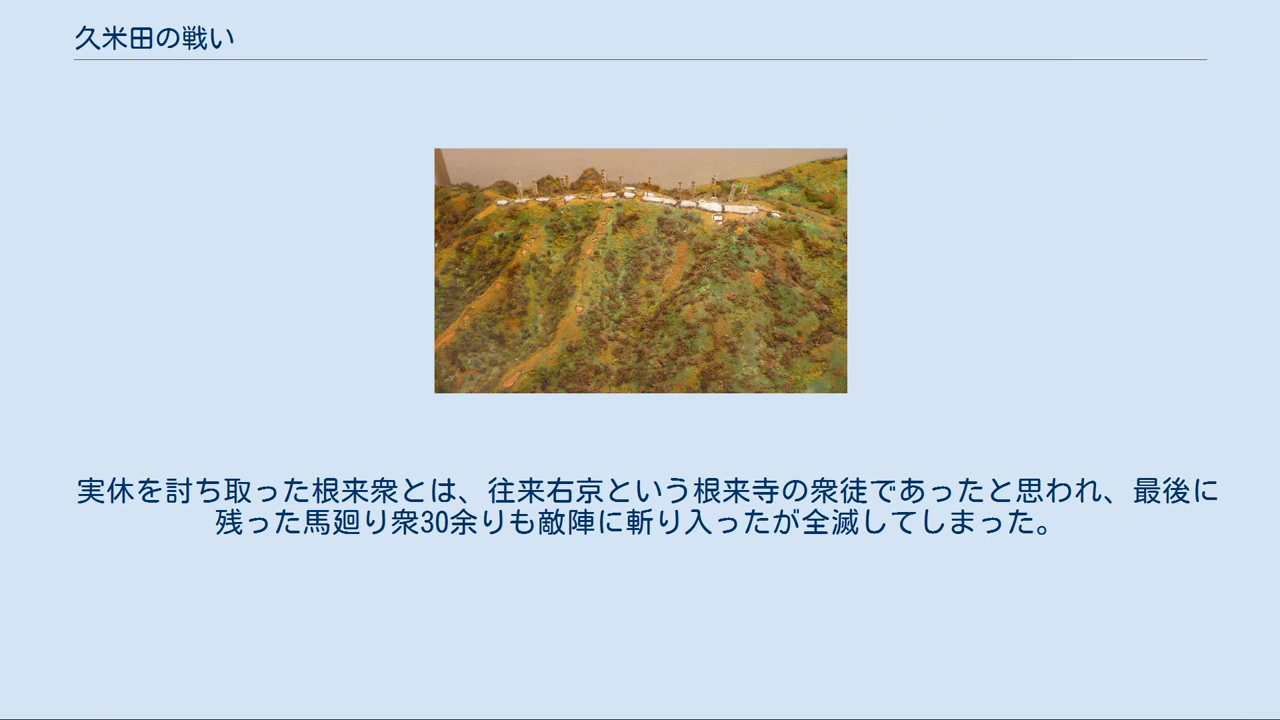 久米田の戦い
実休を討ち取った根来衆とは、往来右京という根来寺の衆徒であったと思われ、最後に
残った馬廻り衆30余りも敵陣に斬り入ったが全滅してしまった。